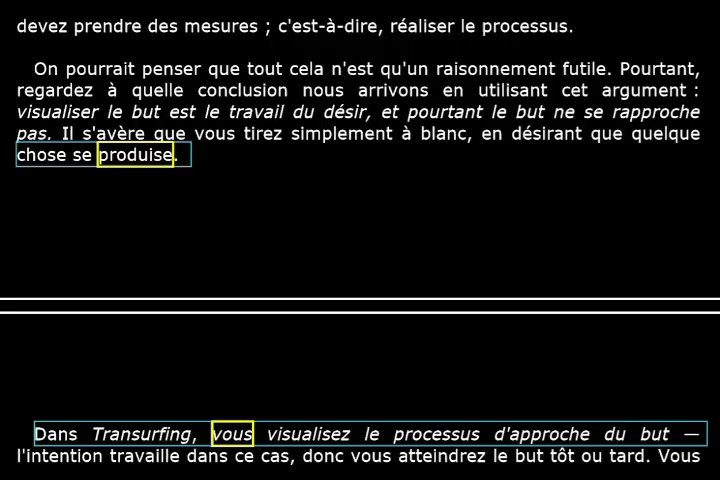 devez prendre des mesures ; c'est-à-dire, réaliser le processus.
On pourrait penser que tout cela n'est qu'un raisonnement futile. Pourtant,
regardez à quelle conclusion nous arrivons en utilisant cet argument :
visualiser le but est le travail du désir, et pourtant le but ne se rapproche
pas. Il s'avère que vous tirez simplement à blanc, en désirant que quelque
chose se produise.
Dans Transurfing, vous visualisez le processus d'approche du but —
l'intention travaille dans ce cas, donc vous atteindrez le but tôt ou tard. Vous